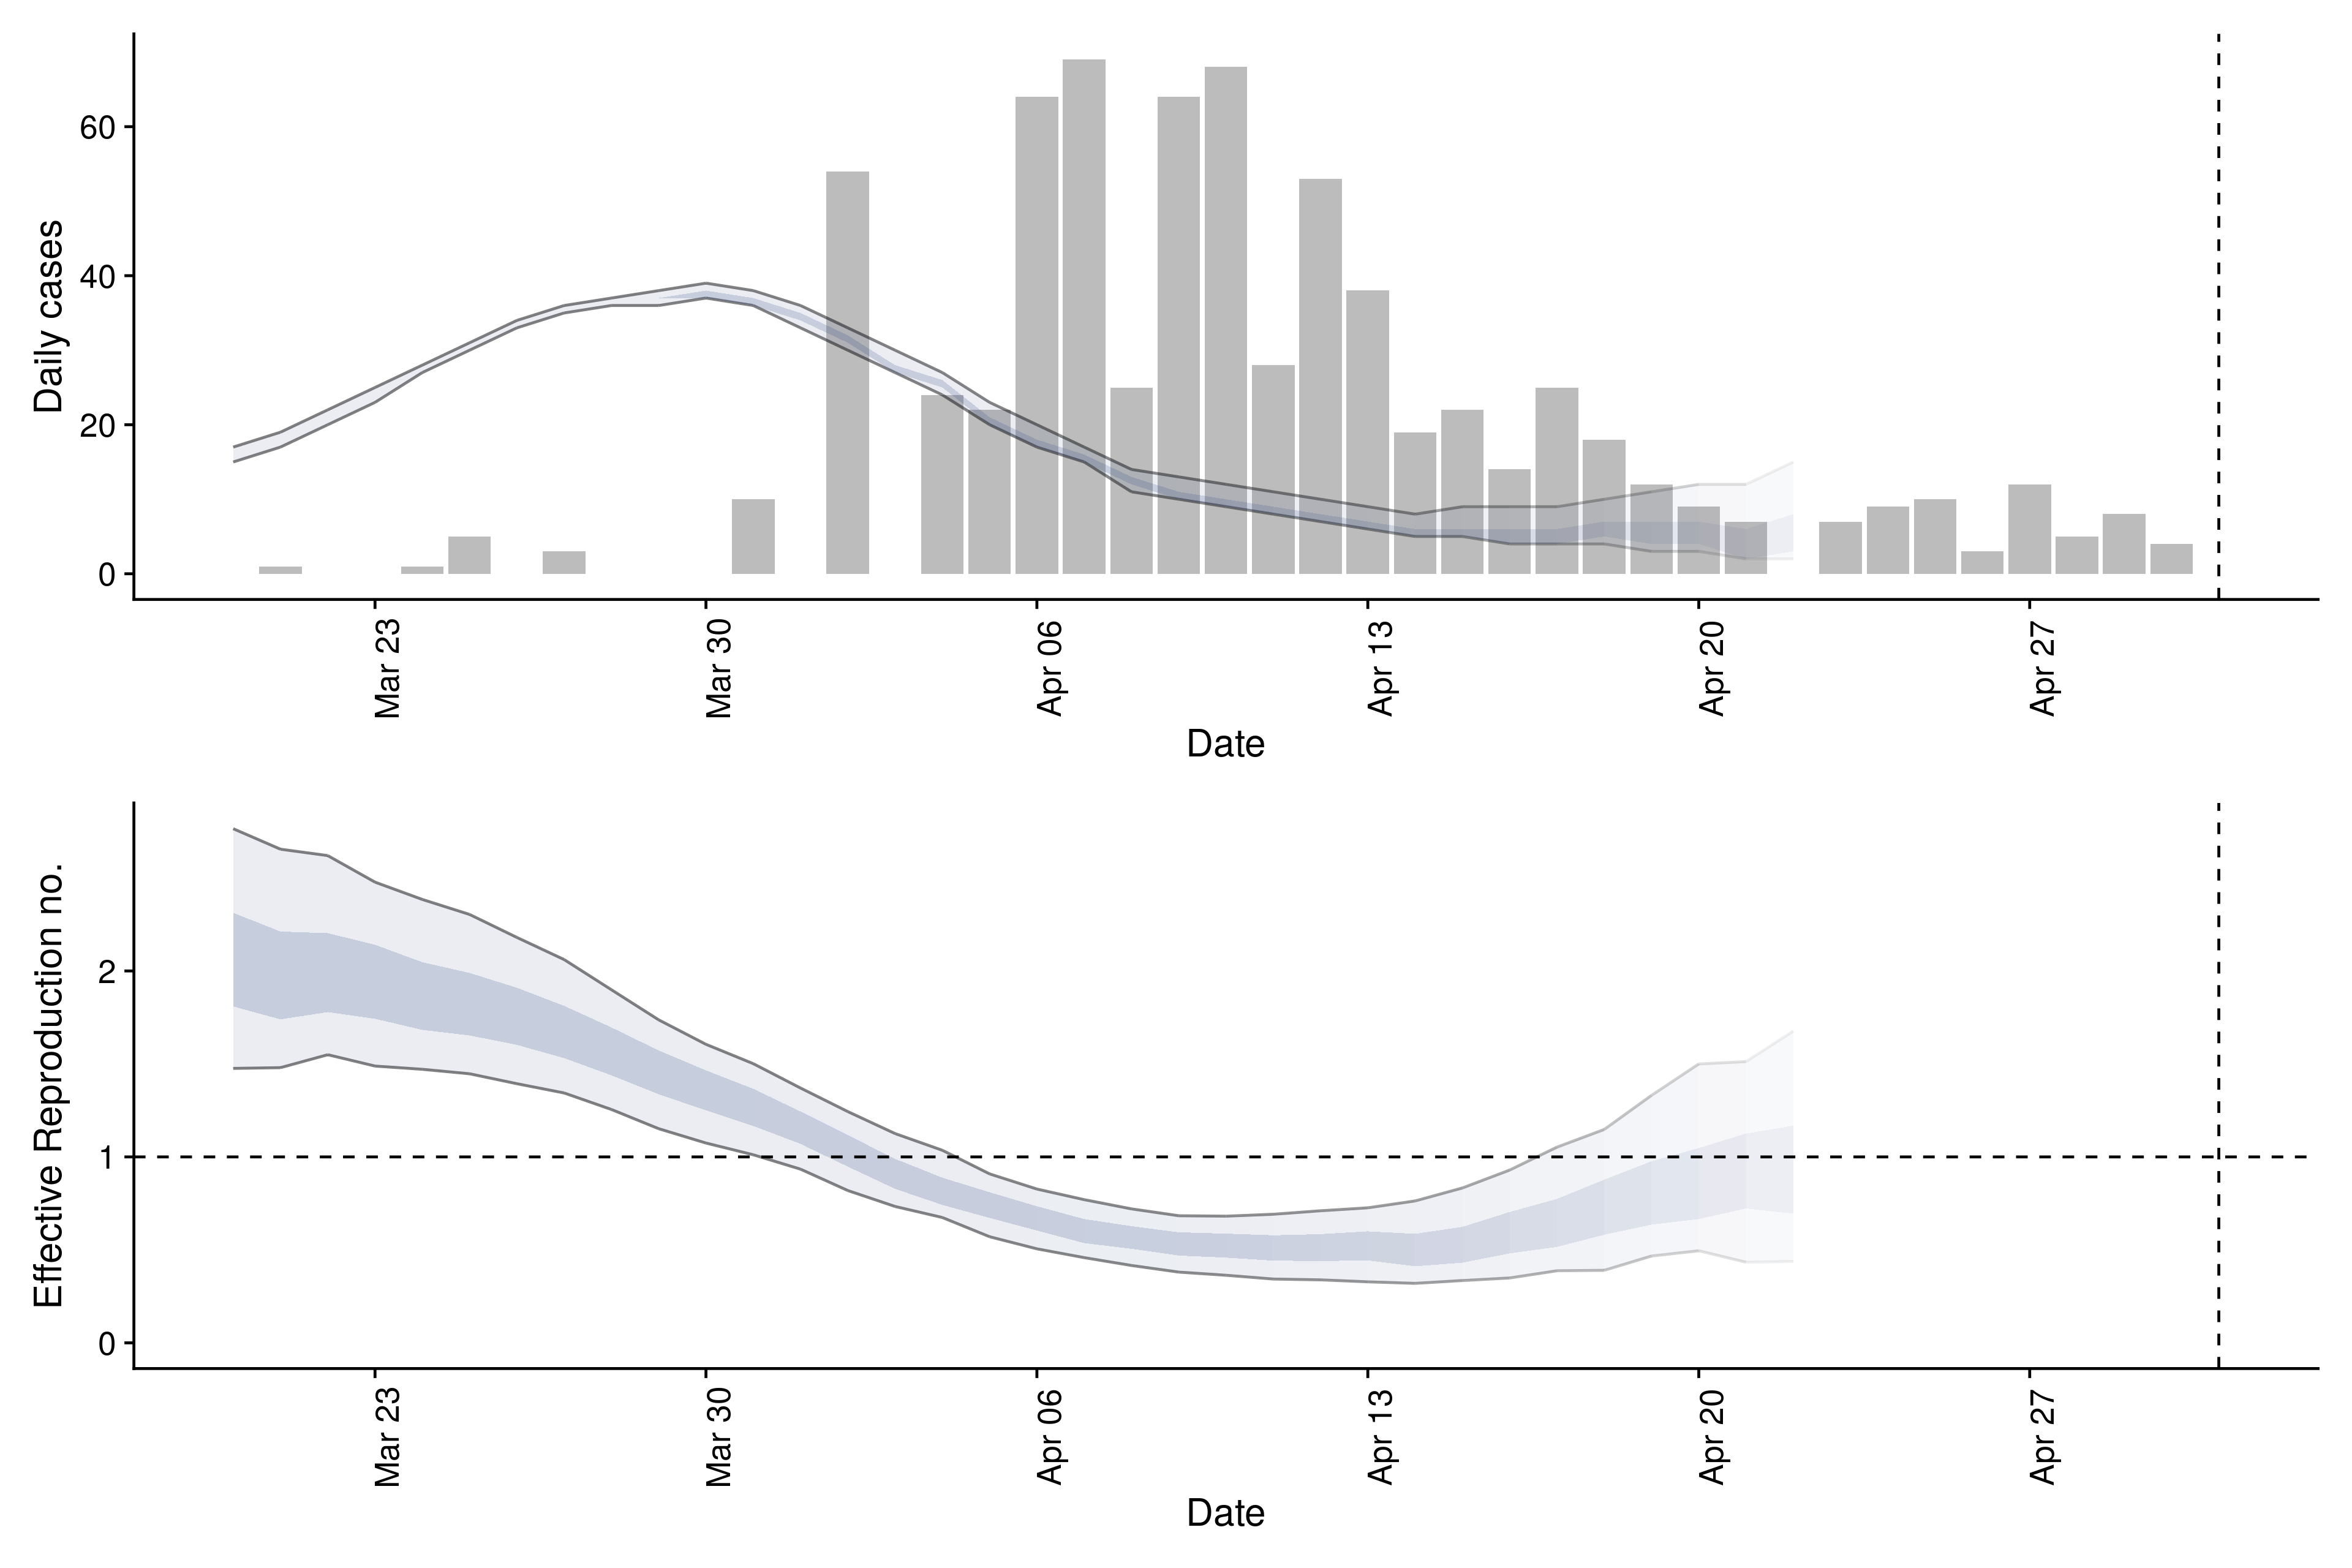 Daily cases
60
40
20
0
Mar 23
Mar 30
Apr 06
Apr 13
Apr 20
Apr 27
Date
Effective Reproduction no.
2
1
0
Mar 23
Mar 30
Apr 06
Apr 13
Apr 20
Apr 27
Date